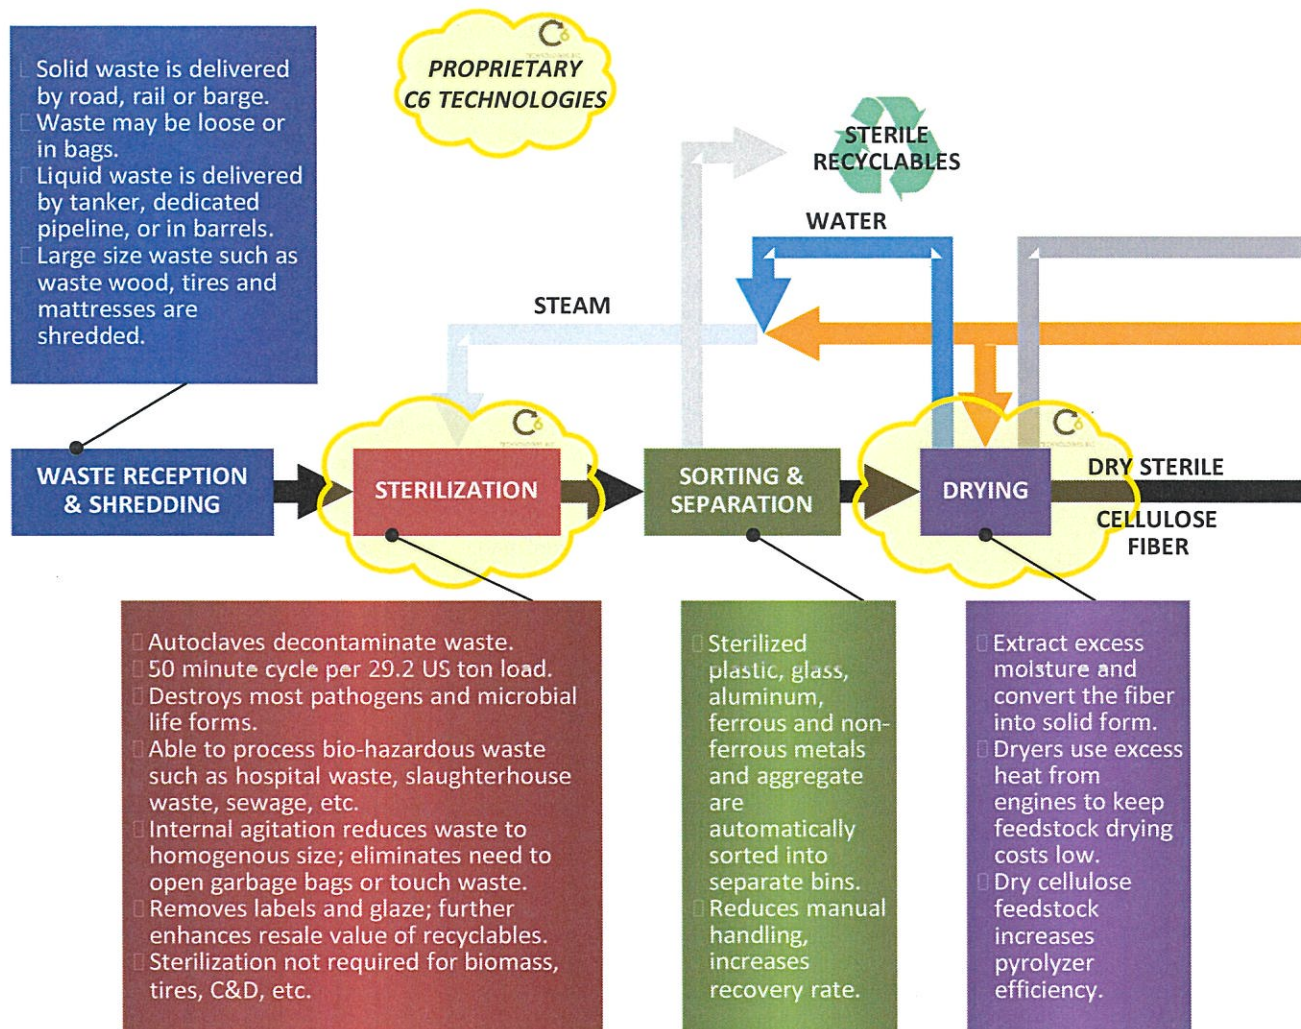 Solid waste is delivered
by road, rail or barge.
Waste may be loose or
in bags.
Liquid waste is delivered
by tanker, dedicated
pipeline, or in barrels.
Large size waste such as
waste wood, tires and
mattresses are
shredded.
C6
PROPRIETARY
C6 TECHNOLOGIES
STERILE
RECYCLABLES
WATER
STEAM
C6
C6
WASTE RECEPTION
& SHREDDING
STERILIZATION
SORTING &
SEPARATION
DRYING
DRY STERILE
CELLULOSE
FIBER
Autoclaves decontaminate waste.
50 minute cycle per 29.2 US ton load.
Destroys most pathogens and microbial
life forms.
Able to process bio-hazardous waste
such as hospital waste, slaughterhouse
waste, sewage, etc.
Internal agitation reduces waste to
homogenous size; eliminates need to
open garbage bags or touch waste.
Removes labels and glaze; further
enhances resale value of recyclables.
Sterilization not required for biomass,
tires, C&D, etc.
Sterilized
plastic, glass,
aluminum,
ferrous and non-
ferrous metals
and aggregate
are
automatically
sorted into
separate bins.
Reduces manual
handling,
increases
recovery rate.
Extract excess
moisture and
convert the fiber
into solid form.
Dryers use excess
heat from
engines to keep
feedstock drying
costs low.
Dry cellulose
feedstock
increases
pyrolyzer
efficiency.